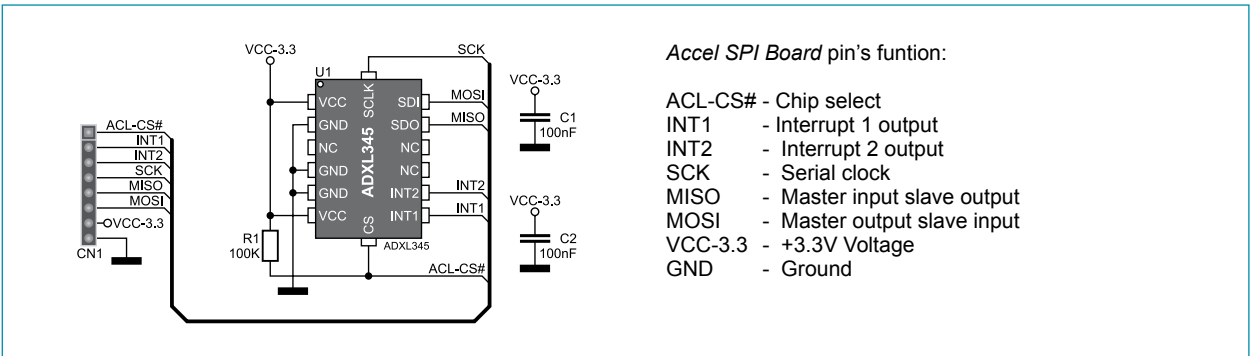 VCC-3.3
SCK
U1
VCC
SCLK
SDI
MOSI
GND
SDO
MISO
NC
NC
GND
NC
GND
INT2
INT2
VCC
CS
INT1
INT1
ADXL345
ADXL345
R1
100K
ACL-CS#
ACL-CS#
INT1
INT2
SCK
MISO
MOSI
VCC-3.3
CN1
VCC-3.3
C1
100nF
VCC-3.3
C2
100nF
Accel SPI Board pin's funtion:
ACL-CS# - Chip select
INT1 - Interrupt 1 output
INT2 - Interrupt 2 output
SCK - Serial clock
MISO - Master input slave output
MOSI - Master output slave input
VCC-3.3 - +3.3V Voltage
GND - Ground